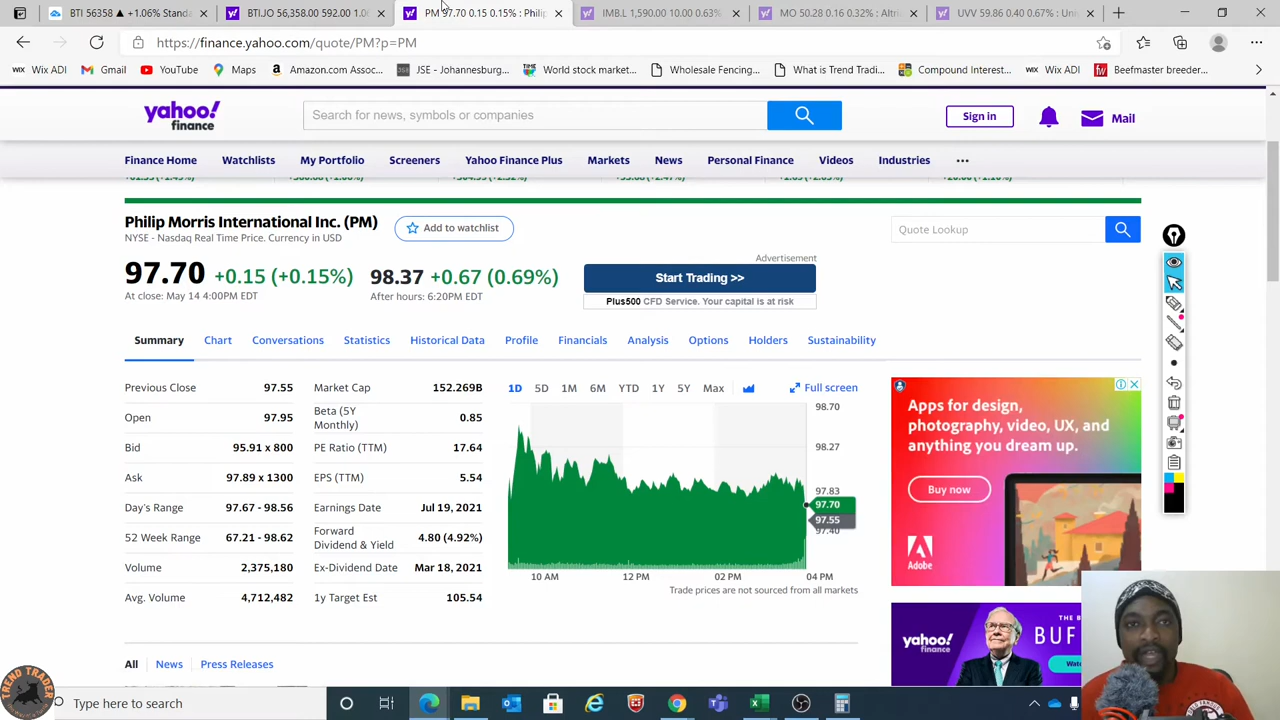 BTI 56358 ▲ +1.06% Standa
BTI.JO 56,358.00 592.00 1.0
PM 97.70 0.15 0.15% : Philip
IMB.L 1,590.00 10.00 0.63%
MO 50.28 0.16 0.32% : Altri
UVV 59.86 0.40 0.67% : Uni
https://finance.yahoo.com/quote/PM?p=PM
WiX Wix ADI
Gmail
YouTube
Maps
Amazon.com Assoc...
JSE - Johannesburg...
World stock market...
Wholesale Fencing,...
What is Trend Tradi...
Compound Interest...
WiX Wix ADI
Beefmaster breeder...
yahoo!
finance
Search for news, symbols or companies
Sign in
Mail
Finance Home Watchlists My Portfolio Screeners Yahoo Finance Plus Markets News Personal Finance Videos Industries ...
Philip Morris International Inc. (PM)
NYSE - Nasdaq Real Time Price. Currency in USD
Add to watchlist
Quote Lookup
97.70 +0.15 (+0.15%)
At close: May 14 4:00PM EDT
98.37 +0.67 (0.69%)
After hours: 6:20PM EDT
Advertisement
Start Trading >>
Plus500 CFD Service. Your capital is at risk
Summary Chart Conversations Statistics Historical Data Profile Financials Analysis Options Holders Sustainability
Previous Close 97.55
Open 97.95
Bid 95.91 x 800
Ask 97.89 x 1300
Day's Range 97.67 - 98.56
52 Week Range 67.21 - 98.62
Volume 2,375,180
Avg. Volume 4,712,482
Market Cap 152.269B
Beta (5Y
Monthly) 0.85
PE Ratio (TTM) 17.64
EPS (TTM) 5.54
Earnings Date Jul 19, 2021
Forward
Dividend & Yield 4.80 (4.92%)
Ex-Dividend Date Mar 18, 2021
1y Target Est 105.54
1D 5D 1M 6M YTD 1Y 5Y Max
Full screen
98.70
98.27
97.83
97.70
97.55
97.40
10 AM 12 PM 02 PM 04 PM
Trade prices are not sourced from all markets
Apps for design,
photography, video, UX, and
anything you dream up.
Buy now
Adobe
yahoo!
finance
THE B
BUF
Wat
All News Press Releases
TREND TRADER
Type here to search